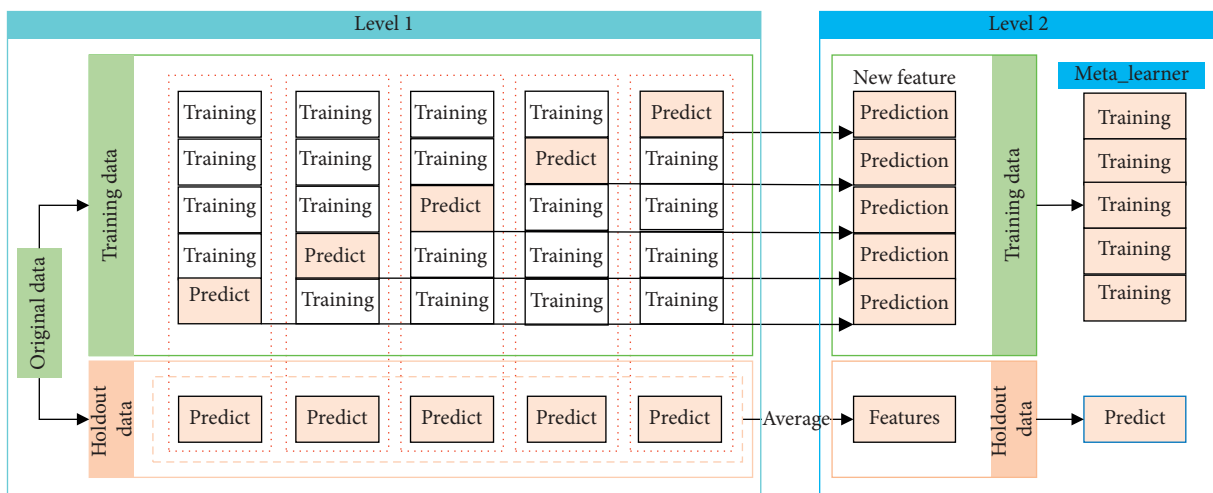 Level 1
Level 2
Original data
Training data
Training
Training
Training
Training
Predict
Training
Training
Training
Predict
Training
Training
Training
Predict
Training
Training
Training
Predict
Training
Training
Training
Predict
Training
Training
Training
Training
New feature
Prediction
Prediction
Prediction
Prediction
Prediction
Training data
Meta_learner
Training
Training
Training
Training
Training
Holdout
data
Predict
Predict
Predict
Predict
Predict
Average
Features
Holdout
data
Predict